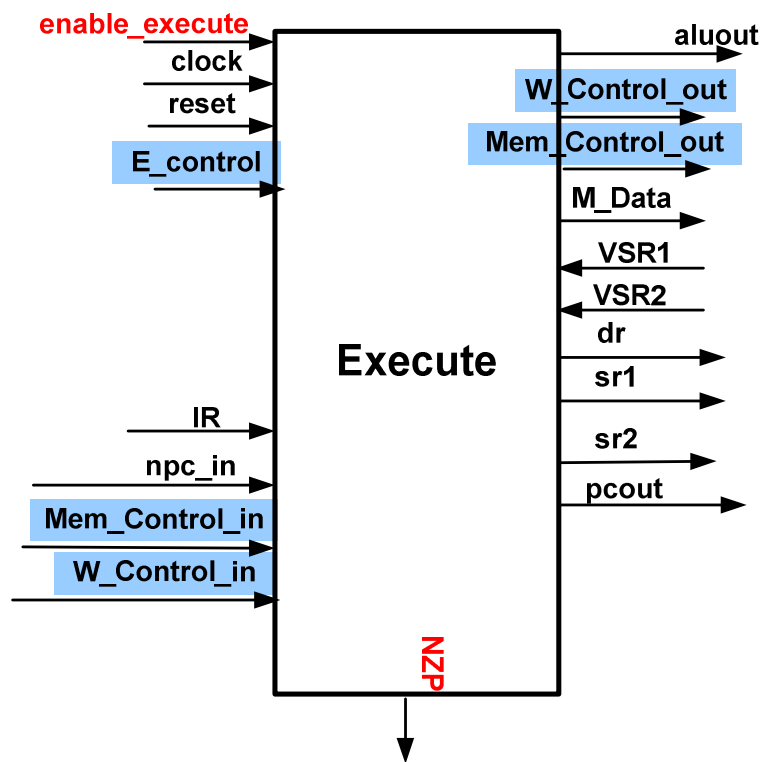 enable_execute
clock
reset
E_control
IR
npc_in
Mem_Control_in
W_Control_in
Execute
NZP
aluout
W_Control_out
Mem_Control_out
M_Data
VSR1
VSR2
dr
sr1
sr2
pcout